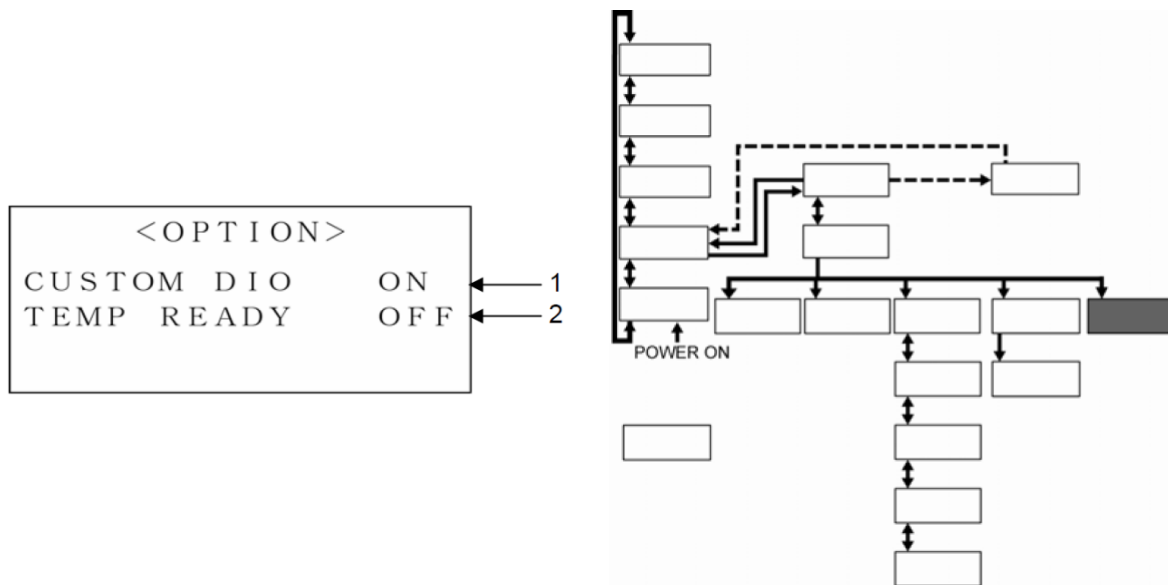 <OPTION>
CUSTOM DIO ON
1
TEMP READY OFF
2
POWER ON